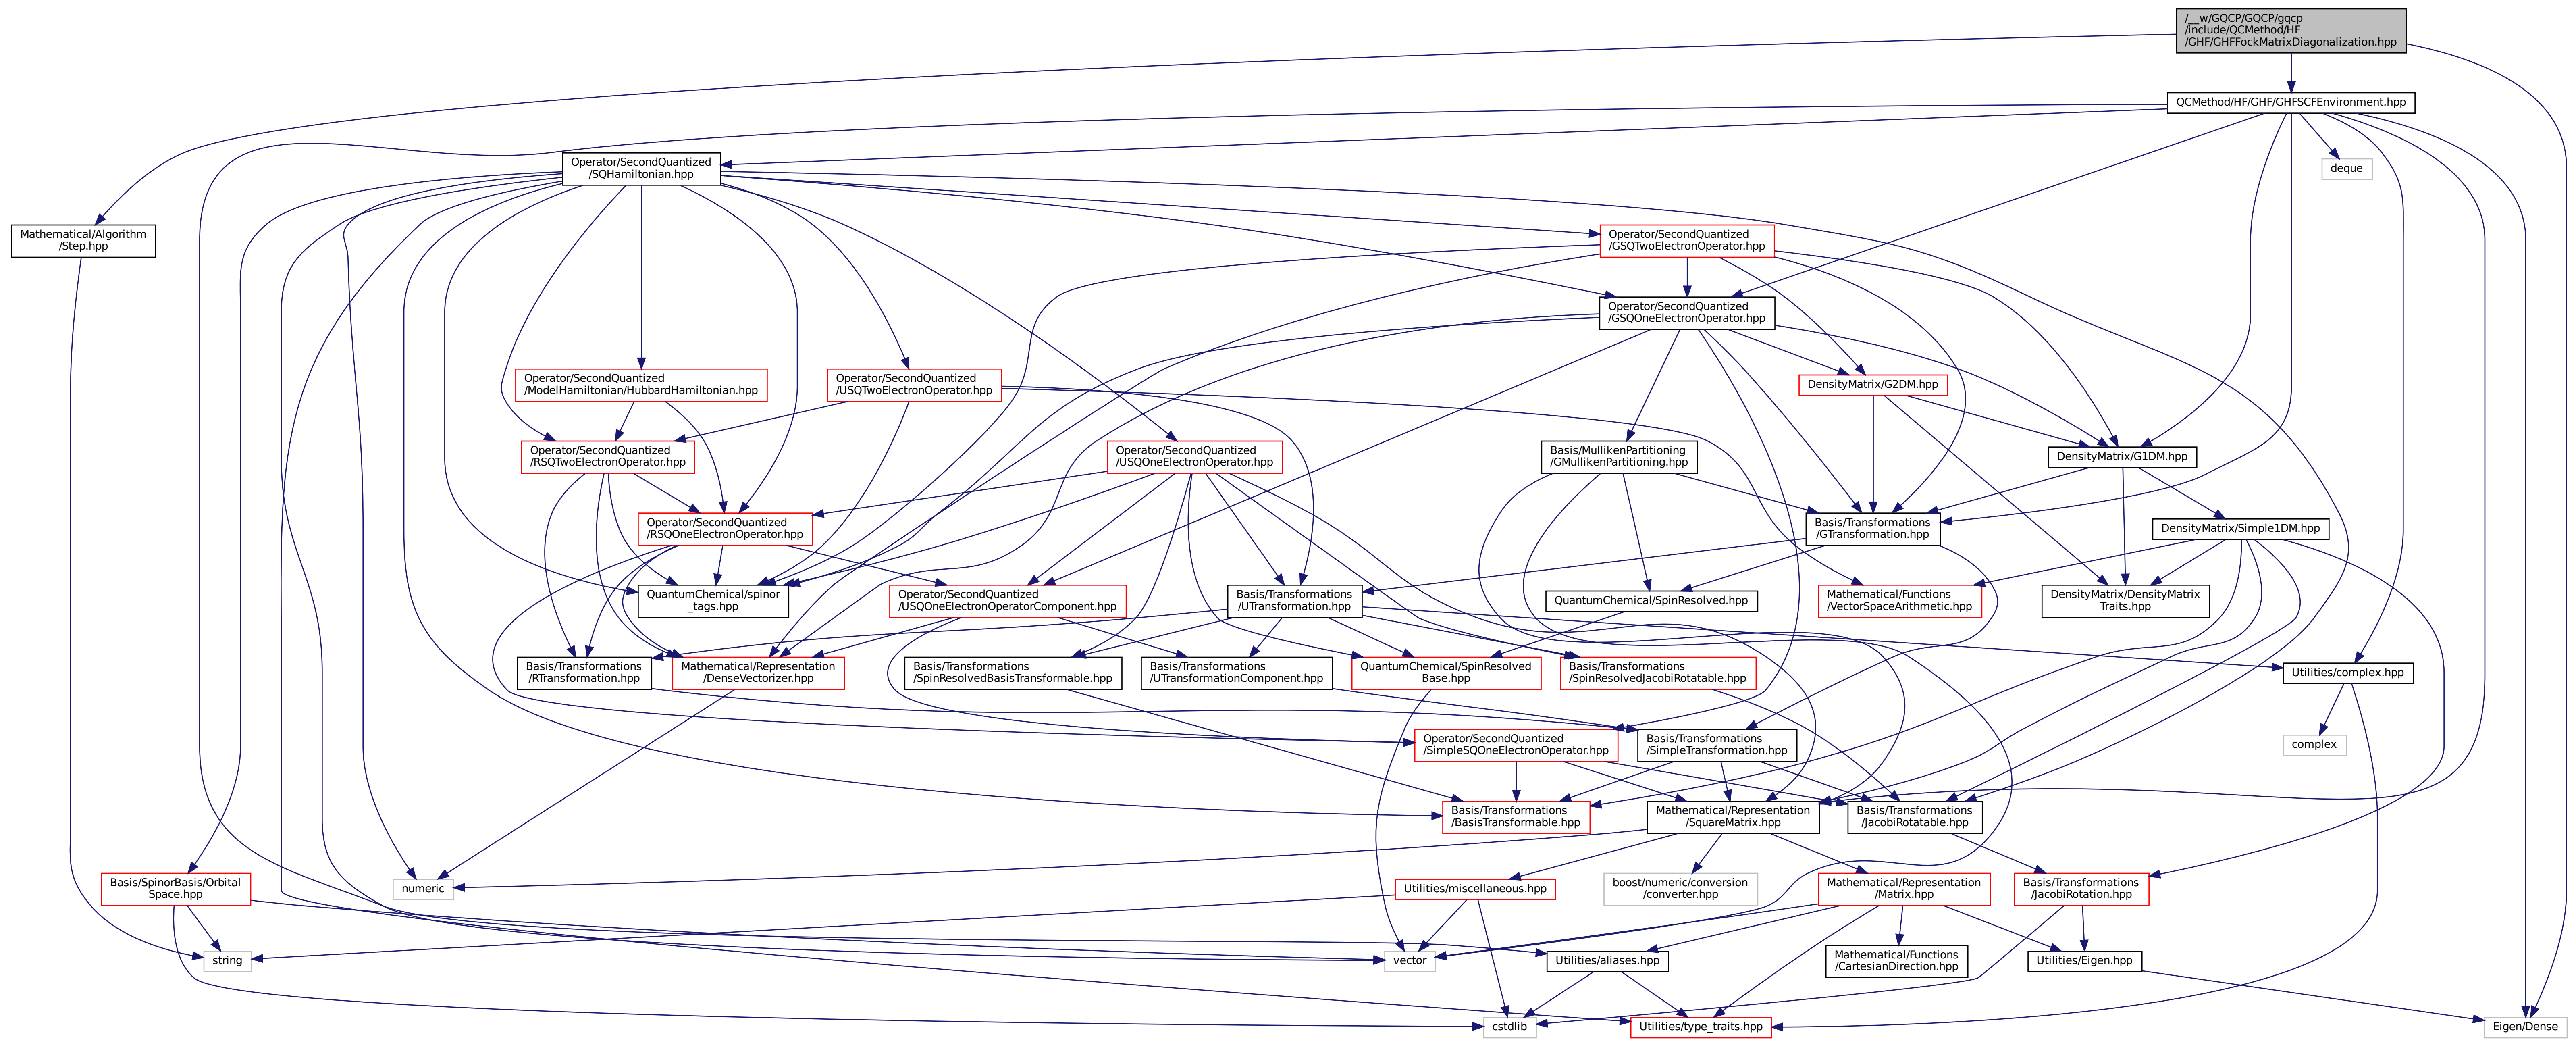 /__w/GQCP/GQCP/gqcp
/include/QCMethod/HF
/GHF/GHFFockMatrixDiagonalization.hpp
QCMethod/HF/GHF/GHFSCFEnvironment.hpp
Operator/SecondQuantized
/SQHamiltonian.hpp
deque
Mathematical/Algorithm
/Step.hpp
Operator/SecondQuantized
/GSQTwoElectronOperator.hpp
Operator/SecondQuantized
/GSQOneElectronOperator.hpp
Operator/SecondQuantized
/ModelHamiltonian/HubbardHamiltonian.hpp
Operator/SecondQuantized
/USQTwoElectronOperator.hpp
DensityMatrix/G2DM.hpp
Operator/SecondQuantized
/RSQTwoElectronOperator.hpp
Operator/SecondQuantized
/USQOneElectronOperator.hpp
Basis/MullikenPartitioning
/GMullikenPartitioning.hpp
DensityMatrix/G1DM.hpp
Operator/SecondQuantized
/RSQOneElectronOperator.hpp
Basis/Transformations
/GTransformation.hpp
DensityMatrix/Simple1DM.hpp
QuantumChemical/spinor
_tags.hpp
Operator/SecondQuantized
/USQOneElectronOperatorComponent.hpp
Basis/Transformations
/UTransformation.hpp
QuantumChemical/SpinResolved.hpp
Mathematical/Functions
/VectorSpaceArithmetic.hpp
DensityMatrix/DensityMatrix
Traits.hpp
Basis/Transformations
/RTransformation.hpp
Mathematical/Representation
/DenseVectorizer.hpp
Basis/Transformations
/SpinResolvedBasisTransformable.hpp
Basis/Transformations
/UTransformationComponent.hpp
QuantumChemical/SpinResolved
Base.hpp
Basis/Transformations
/SpinResolvedJacobiRotatable.hpp
Utilities/complex.hpp
Operator/SecondQuantized
/SimpleSQOneElectronOperator.hpp
Basis/Transformations
/SimpleTransformation.hpp
complex
Basis/Transformations
/BasisTransformable.hpp
Mathematical/Representation
/SquareMatrix.hpp
Basis/Transformations
/JacobiRotatable.hpp
Basis/SpinorBasis/Orbital
Space.hpp
numeric
Utilities/miscellaneous.hpp
boost/numeric/conversion
/converter.hpp
Mathematical/Representation
/Matrix.hpp
Basis/Transformations
/JacobiRotation.hpp
string
vector
Utilities/aliases.hpp
Mathematical/Functions
/CartesianDirection.hpp
Utilities/Eigen.hpp
cstdlib
Utilities/type_traits.hpp
Eigen/Dense